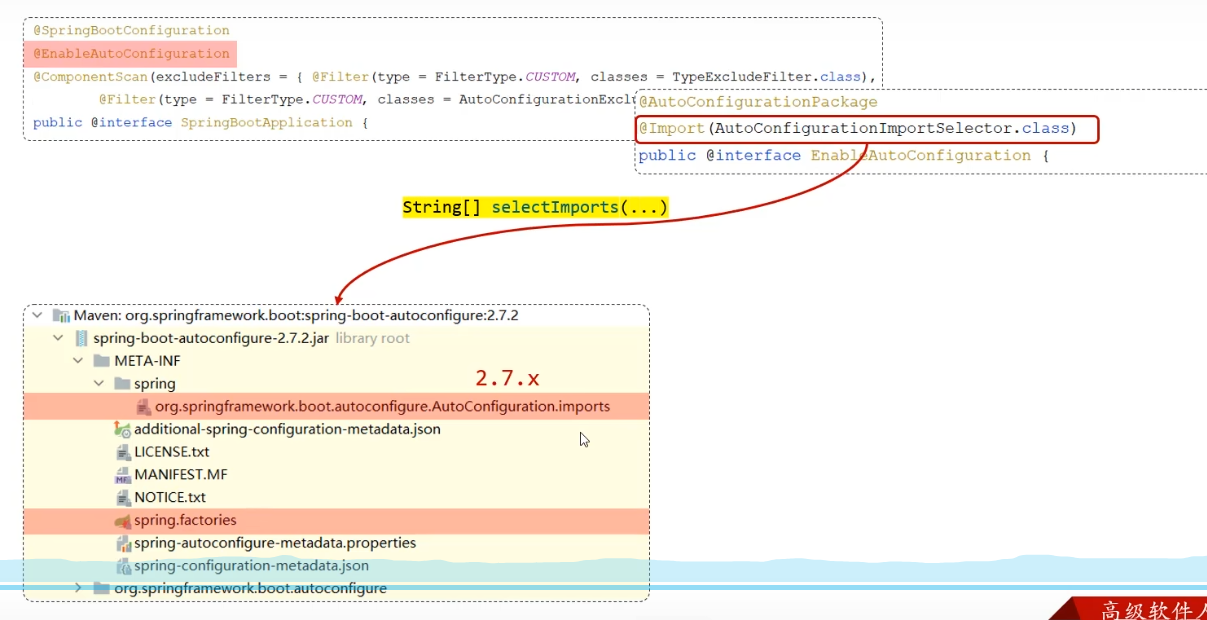 @SpringBootConfiguration
@EnableAutoConfiguration
@ComponentScan(excludeFilters = { @Filter(type = FilterType.CUSTOM, classes = TypeExcludeFilter.class),
@Filter(type = FilterType.CUSTOM, classes = AutoConfigurationExclu
public @interface SpringBootApplication {
@AutoConfigurationPackage
@Import(AutoConfigurationImportSelector.class)
public @interface EnableAutoConfiguration {
String[] selectImports(...)
Maven: org.springframework.boot:spring-boot-autoconfigure:2.7.2
spring-boot-autoconfigure-2.7.2.jar library root
META-INF
spring
2.7.x
org.springframework.boot.autoconfigure.AutoConfiguration.imports
additional-spring-configuration-metadata.json
LICENSE.txt
MANIFEST.MF
NOTICE.txt
spring.factories
spring-autoconfigure-metadata.properties
spring-configuration-metadata.json
org.springframework.boot.autoconfigure
高级软件人